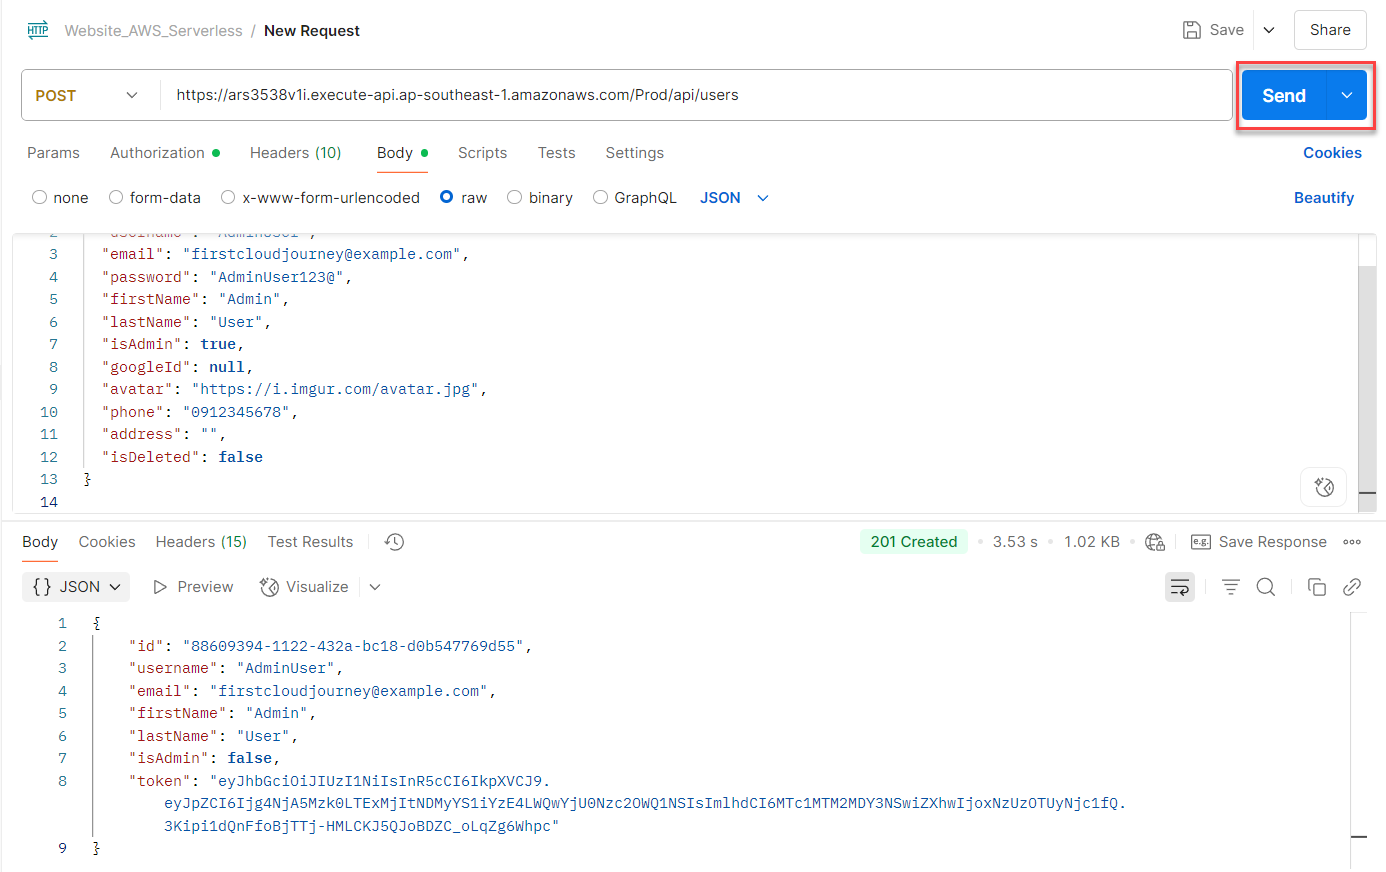 HTTP Website_AWS_Serverless / New Request Save Share
POST https://ars3538v1i.execute-api.ap-southeast-1.amazonaws.com/Prod/api/users Send
Params Authorization Headers (10) Body Scripts Tests Settings Cookies
none form-data x-www-form-urlencoded raw binary GraphQL JSON Beautify
2 "username": "AdminUser",
3 "email": "firstcloudjourney@example.com",
4 "password": "AdminUser123@",
5 "firstName": "Admin",
6 "lastName": "User",
7 "isAdmin": true,
8 "googleId": null,
9 "avatar": "https://i.imgur.com/avatar.jpg",
10 "phone": "0912345678",
11 "address": "",
12 "isDeleted": false
13 }
14
Body Cookies Headers (15) Test Results 201 Created • 3.53 s • 1.02 KB • e.g. Save Response
{} JSON Preview Visualize
1 {
2 "id": "88609394-1122-432a-bc18-d0b547769d55",
3 "username": "AdminUser",
4 "email": "firstcloudjourney@example.com",
5 "firstName": "Admin",
6 "lastName": "User",
7 "isAdmin": false,
8 "token": "eyJhbGciOiJIUzI1NiIsInR5cCI6IkpXVCJ9.
eyJpZCI6Ijg4NjA5Mzk0LTExMjItNDMyYS1iYzE4LWQwYjU0Nzc2OWQ1NSIsImlhdCI6MTc1MTM2MDY3NSwiZXhwIjoxNzUzOTUyNjc1fQ.
3Kipi1dQnFfoBjTTj-HMLCKJ5QJoBDZC_oLqZg6Whpc"
9 }